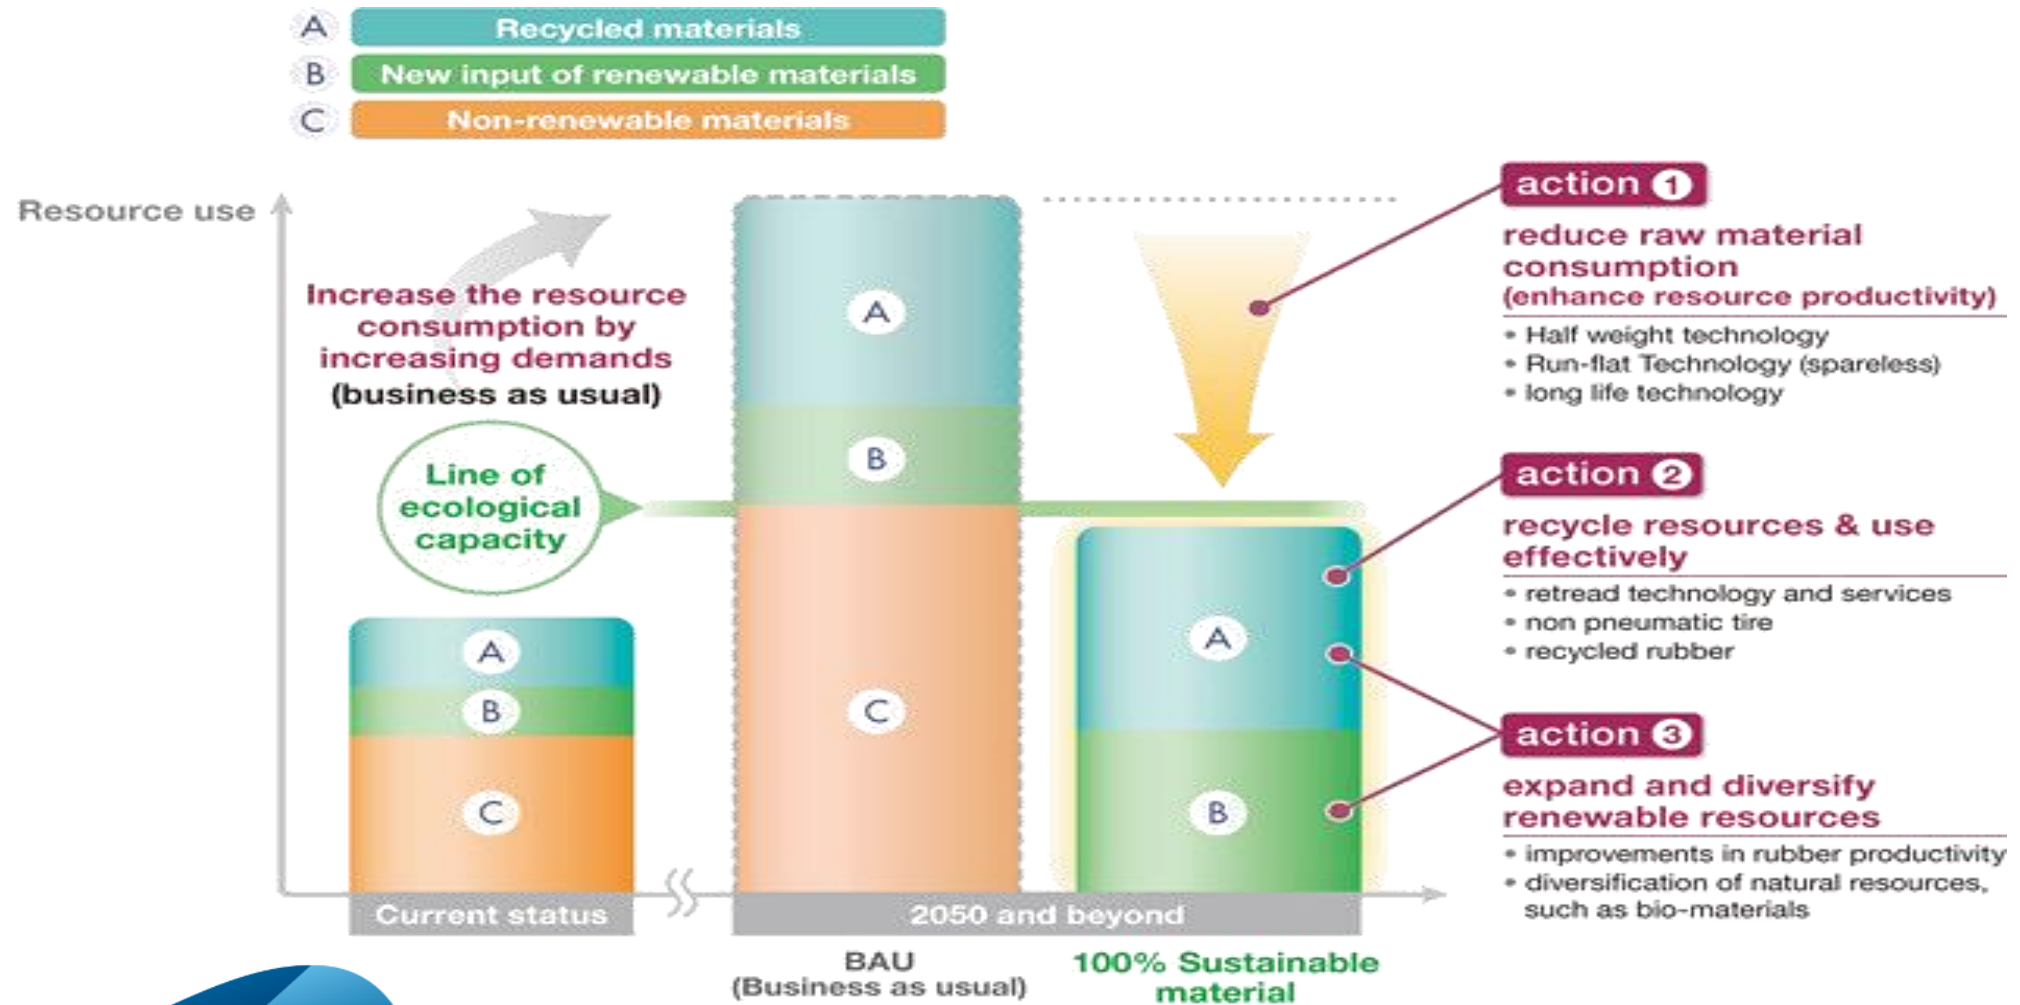 A Recycled materials
B New input of renewable materials
C Non-renewable materials
Resource use
Increase the resource
consumption by
increasing demands
(business as usual)
Line of
ecological
capacity
A
B
C
A
B
C
A
B
Current status
2050 and beyond
BAU
(Business as usual)
100% Sustainable
material
action 1
reduce raw material
consumption
(enhance resource productivity)
• Half weight technology
• Run-flat Technology (spareless)
• long life technology
action 2
recycle resources & use
effectively
• retread technology and services
• non pneumatic tire
• recycled rubber
action 3
expand and diversify
renewable resources
• improvements in rubber productivity
• diversification of natural resources,
such as bio-materials